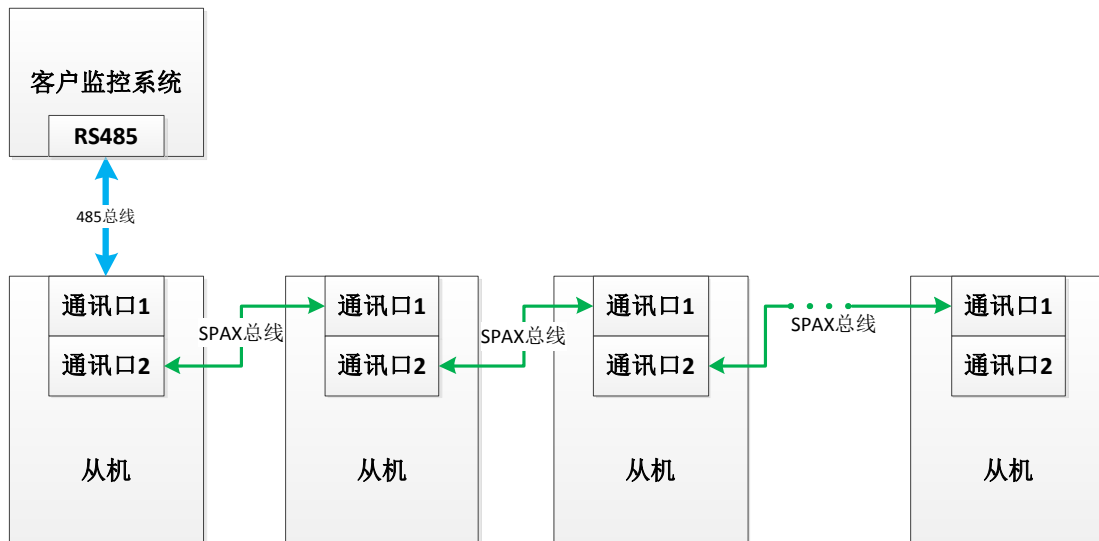 客户监控系统
RS485
485总线
通讯口1
通讯口2
从机
SPAX总线
通讯口1
通讯口2
从机
SPAX总线
通讯口1
通讯口2
从机
SPAX总线
通讯口1
通讯口2
从机